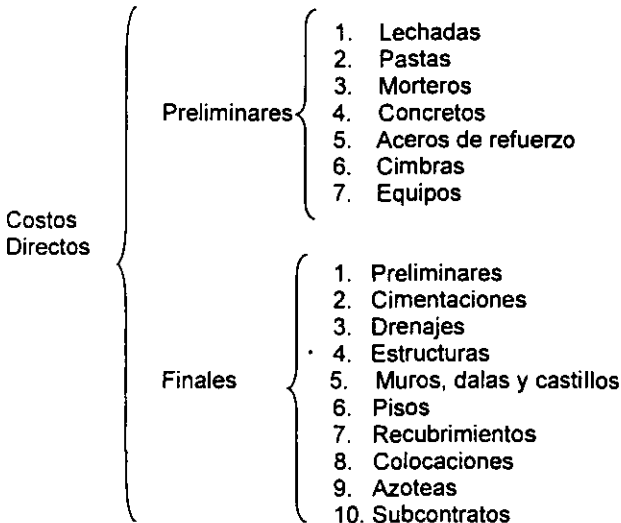 Costos
Directos
Preliminares
1. Lechadas
2. Pastas
3. Morteros
4. Concretos
5. Aceros de refuerzo
6. Cimbras
7. Equipos
Finales
1. Preliminares
2. Cimentaciones
3. Drenajes
4. Estructuras
5. Muros, dalas y castillos
6. Pisos
7. Recubrimientos
8. Colocaciones
9. Azoteas
10. Subcontratos